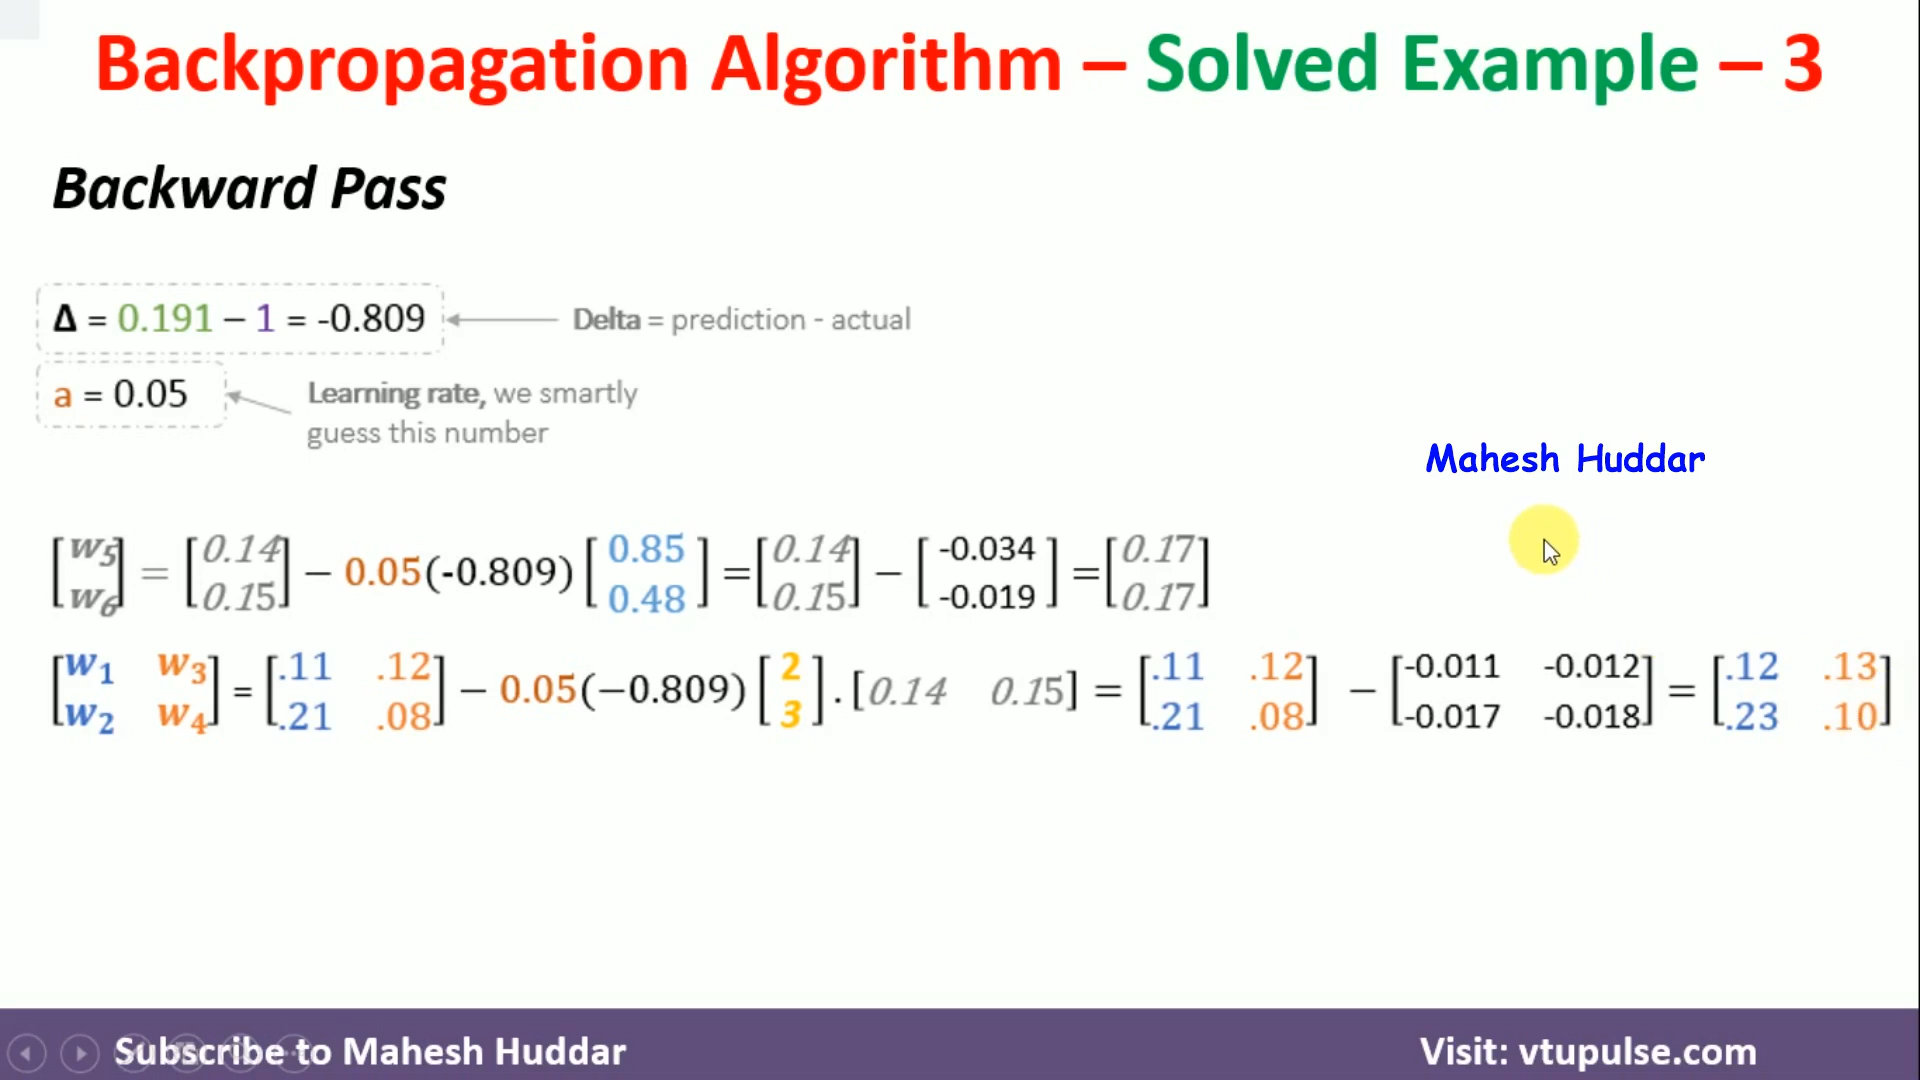 Backpropagation Algorithm – Solved Example – 3
Backward Pass
Δ = 0.191 – 1 = -0.809
Delta = prediction - actual
a = 0.05
Learning rate, we smartly
guess this number
Mahesh Huddar
[w5 w6] = [0.14 0.15] – 0.05(-0.809) [0.85 0.48] = [0.14 0.15] – [-0.034 -0.019] = [0.17 0.17]
[w1 w3 w2 w4] = [.11 .12 .21 .08] – 0.05(−0.809) [2 3] . [0.14 0.15] = [.11 .12 .21 .08] – [-0.011 -0.012 -0.017 -0.018] = [.12 .13 .23 .10]
Subscribe to Mahesh Huddar
Visit: vtupulse.com